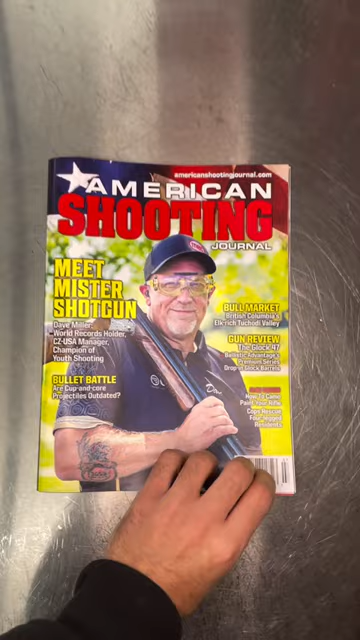 americanshootingjournal.com
AMERICAN
SHOOTING
JOURNAL
MEET
MISTER
SHOTGUN
Dave Miller:
World Records Holder,
CZ-USA Manager,
Champion of
Youth Shooting
BULLET BATTLE
Are Cup-and-core
Projectiles Outdated?
BULL MARKET
British Columbia's
Elk-rich Tuchodi Valley
GUN REVIEW
The Glock 47
Ballistic Advantage's
Premium Series
Drop-in Glock Barrels
How To Camo
Paint Your Rifle
Cops Rescue
Four-legged
Residents